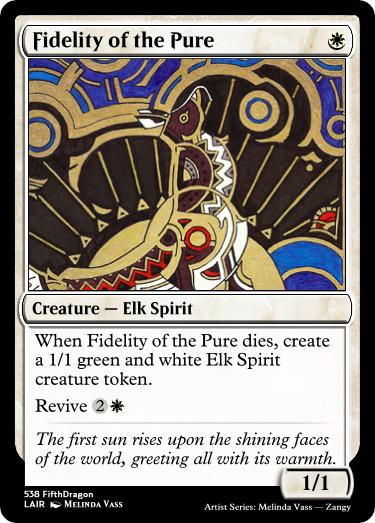 Fidelity of the Pure
Creature — Elk Spirit
When Fidelity of the Pure dies, create
a 1/1 green and white Elk Spirit
creature token.
Revive 2
The first sun rises upon the shining faces
of the world, greeting all with its warmth.
1/1
538 FifthDragon
LAIR Melinda Vass
Artist Series: Melinda Vass — Zangy